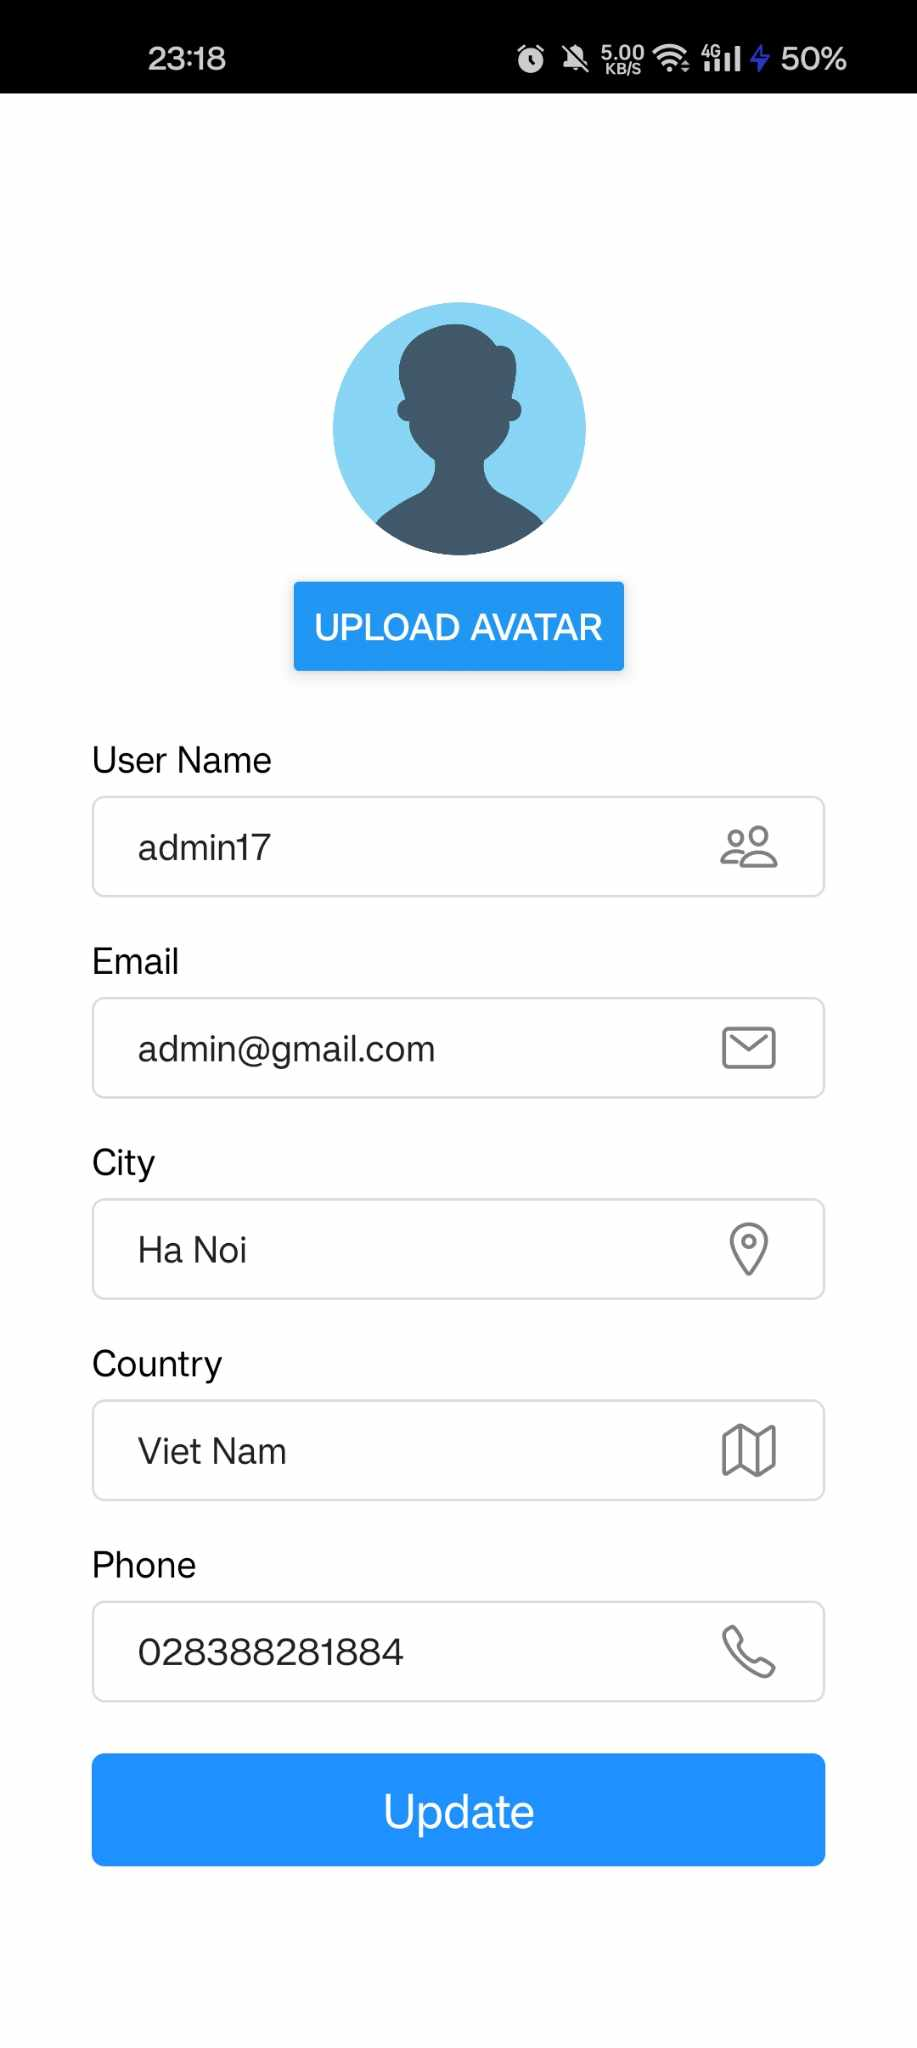 23:18 5.00 KB/S 4G 50%
UPLOAD AVATAR
User Name
admin17
Email
admin@gmail.com
City
Ha Noi
Country
Viet Nam
Phone
028388281884
Update